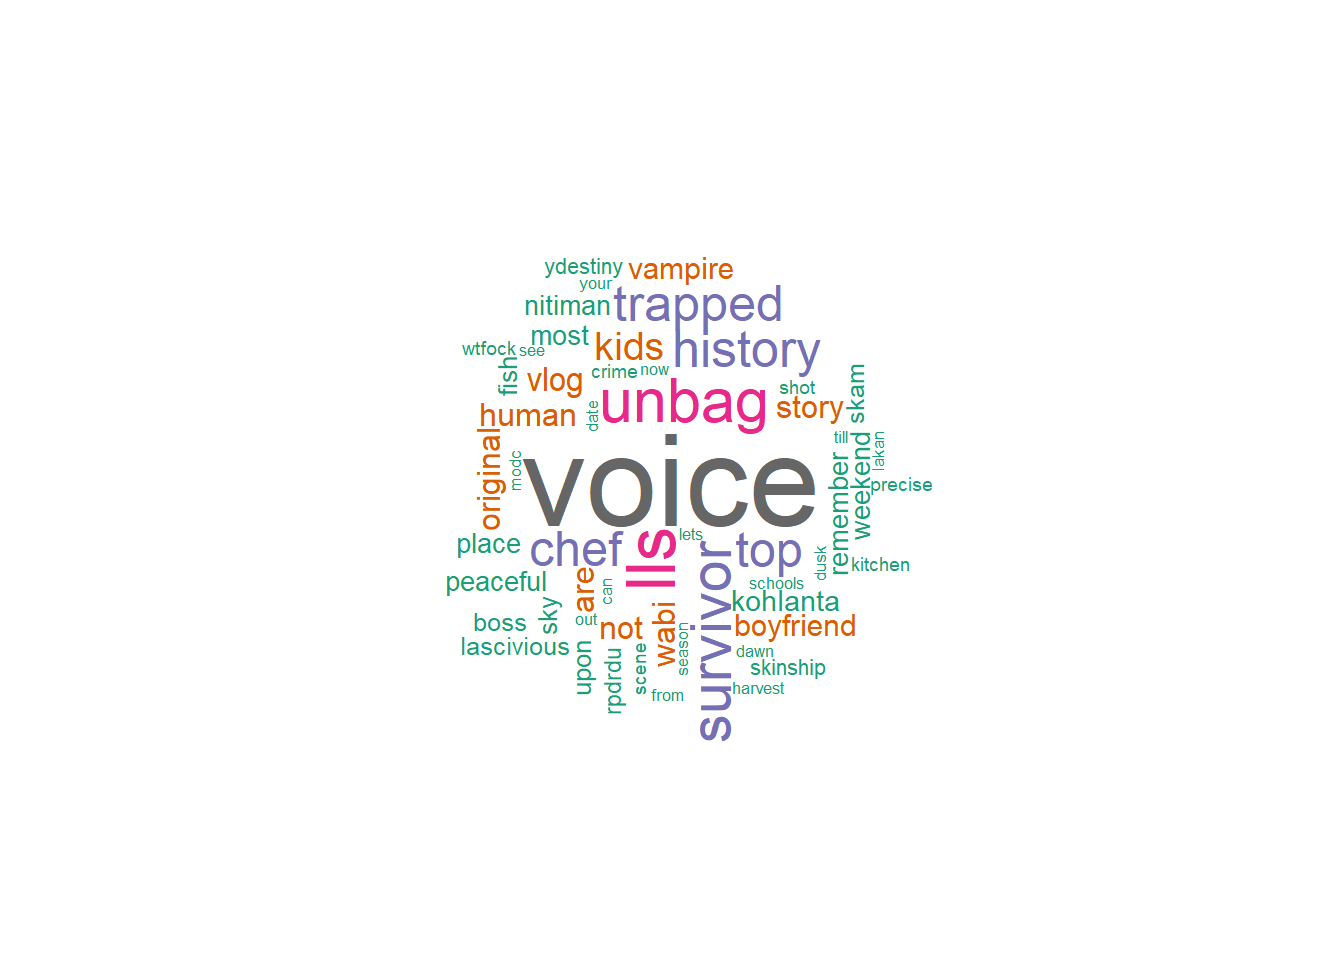 ydestiny
vampire
your
nitiman
trapped
most
kids
history
wtfock
see
fish
vlog
crime
now
unbag
shot
story
skam
human
date
original
modc
voice
till
lakan
remember
weekend
precise
place
chef
lls
lets
survivor
top
dusk
kitchen
peaceful
sky
are
can
schools
kohlanta
boss
out
not
wabi
season
boyfriend
lascivious
upon
rpdrdu
scene
from
dawn
skinship
harvest